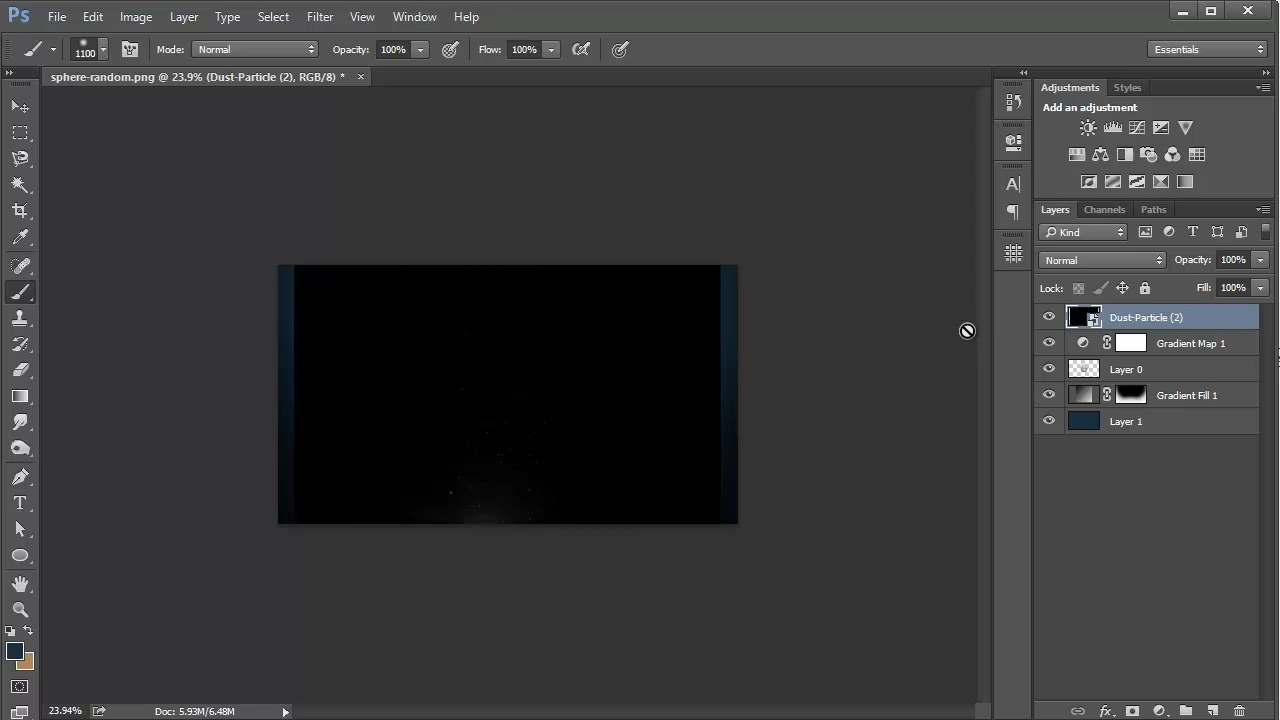 Ps File Edit Image Layer Type Select Filter View Window Help
1100 Mode: Normal Opacity: 100% Flow: 100% Essentials
sphere-random.png @ 23.9% (Dust-Particle (2), RGB/8) *
Adjustments Styles
Add an adjustment
Layers Channels Paths
Kind
Normal Opacity: 100%
Lock: Fill: 100%
Dust-Particle (2)
Gradient Map 1
Layer 0
Gradient Fill 1
Layer 1
23.94% Doc: 5.93M/6.48M